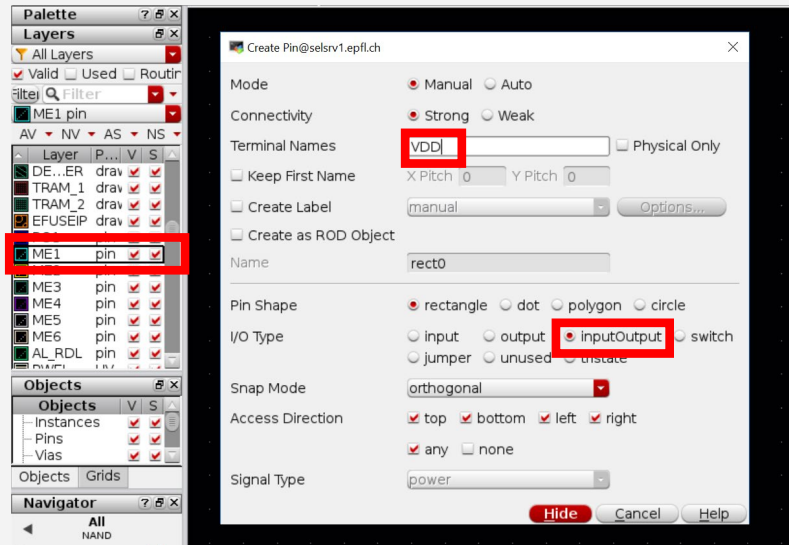 Palette
Layers
All Layers
Valid Used Routin
Filter
ME1 pin
AV NV AS NS
Layer P... V S
DE...ER drav
TRAM_1 drav
TRAM_2 drav
EFUSEIP drav
ME1 pin
ME3 pin
ME4 pin
ME5 pin
ME6 pin
AL_RDL pin
Objects
Objects V S
Instances
Pins
Vias
Objects Grids
Navigator
All
NAND
Create Pin@selsrv1.epfl.ch
Mode Manual Auto
Connectivity Strong Weak
Terminal Names VDD Physical Only
Keep First Name X Pitch 0 Y Pitch 0
Create Label manual Options...
Create as ROD Object
Name rect0
Pin Shape rectangle dot polygon circle
I/O Type input output inputOutput switch
jumper unused tristate
Snap Mode orthogonal
Access Direction top bottom left right
any none
Signal Type power
Hide Cancel Help